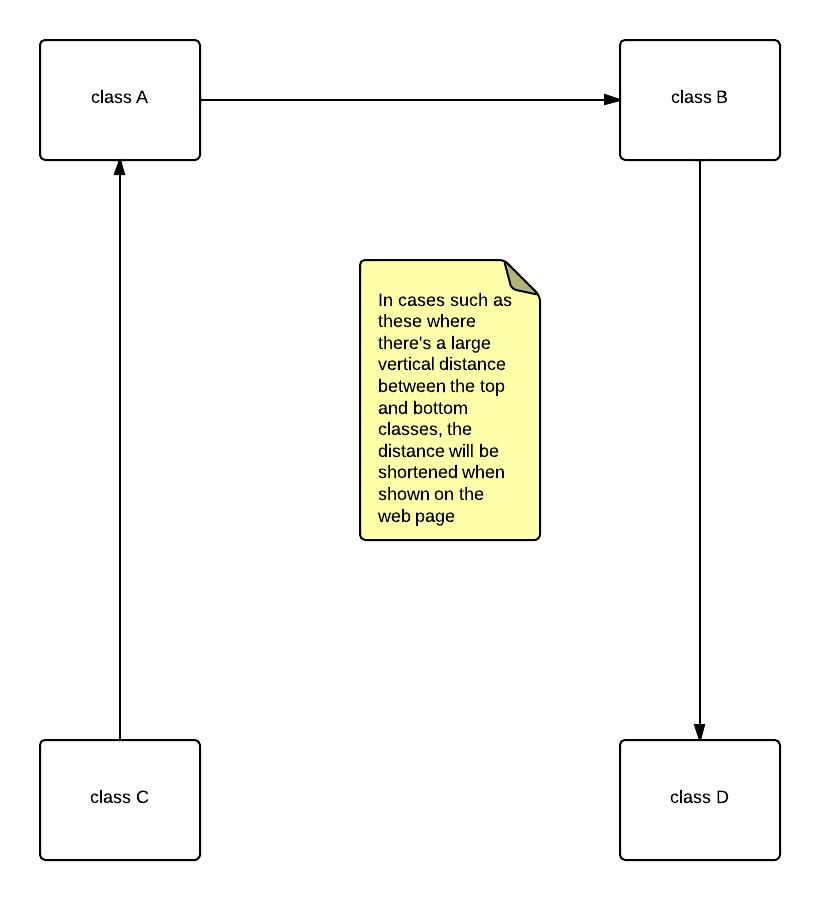 class A
class B
In cases such as
these where
there's a large
vertical distance
between the top
and bottom
classes, the
distance will be
shortened when
shown on the
web page
class C
class D